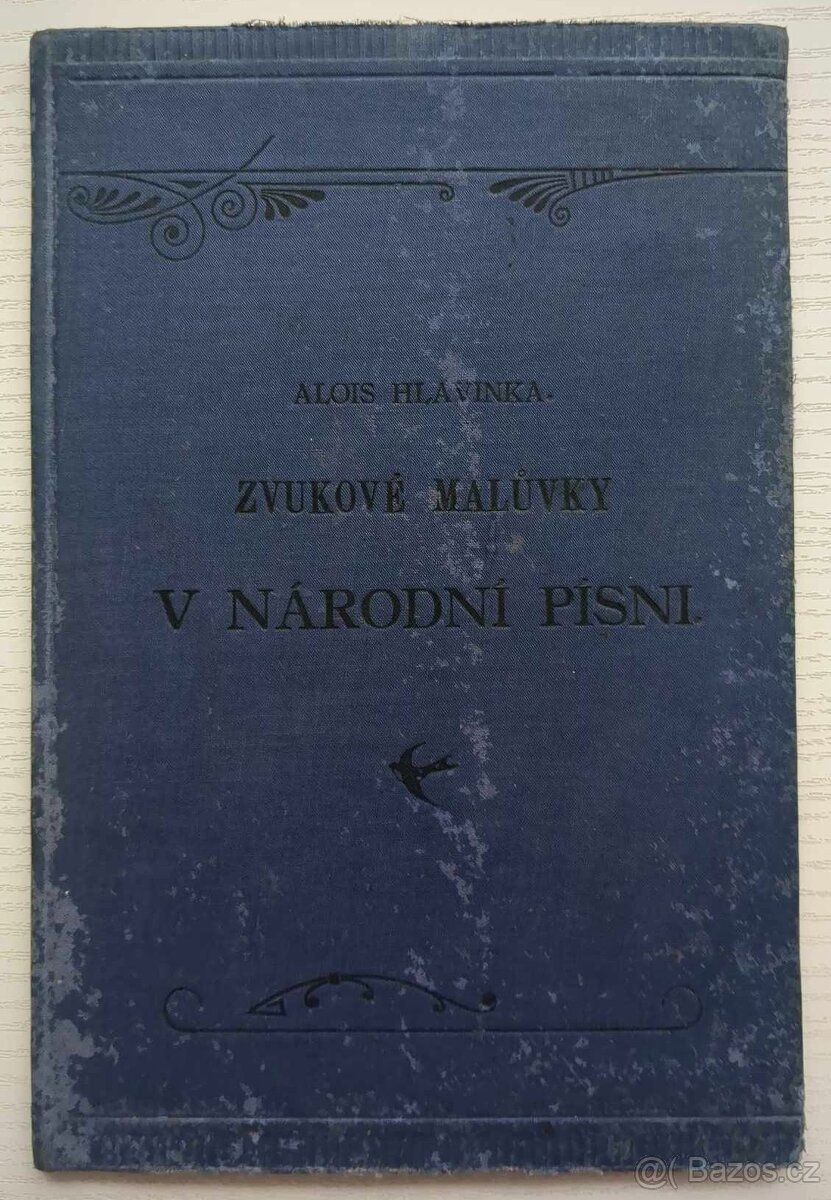 ALOIS HLAVINKA.
ZVUKOVÉ MALŮVKY
V NÁRODNÍ PÍSNI.
@( Bazos.cz